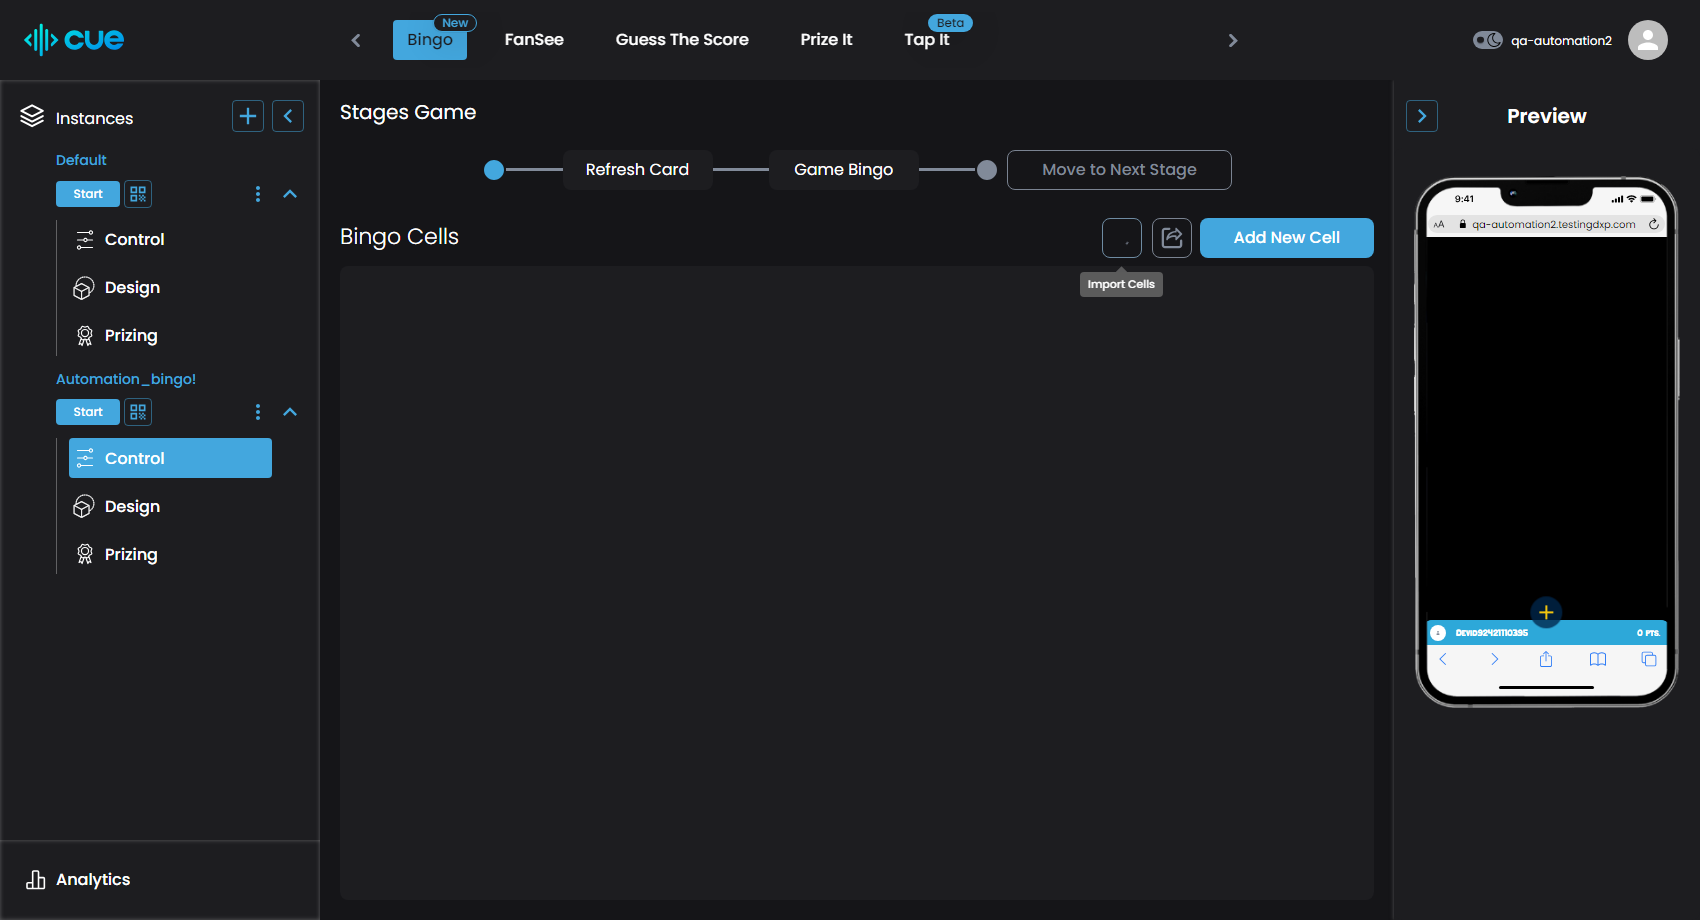 cue
Bingo
New
FanSee
Guess The Score
Prize It
Tap It
Beta
qa-automation2
Instances
Default
Start
Control
Design
Prizing
Automation_bingo!
Start
Control
Design
Prizing
Analytics
Stages Game
Refresh Card
Game Bingo
Move to Next Stage
Bingo Cells
Add New Cell
Import Cells
Preview
9:41
AA qa-automation2.testingdxp.com
DEVID92421110395 0 PTS.